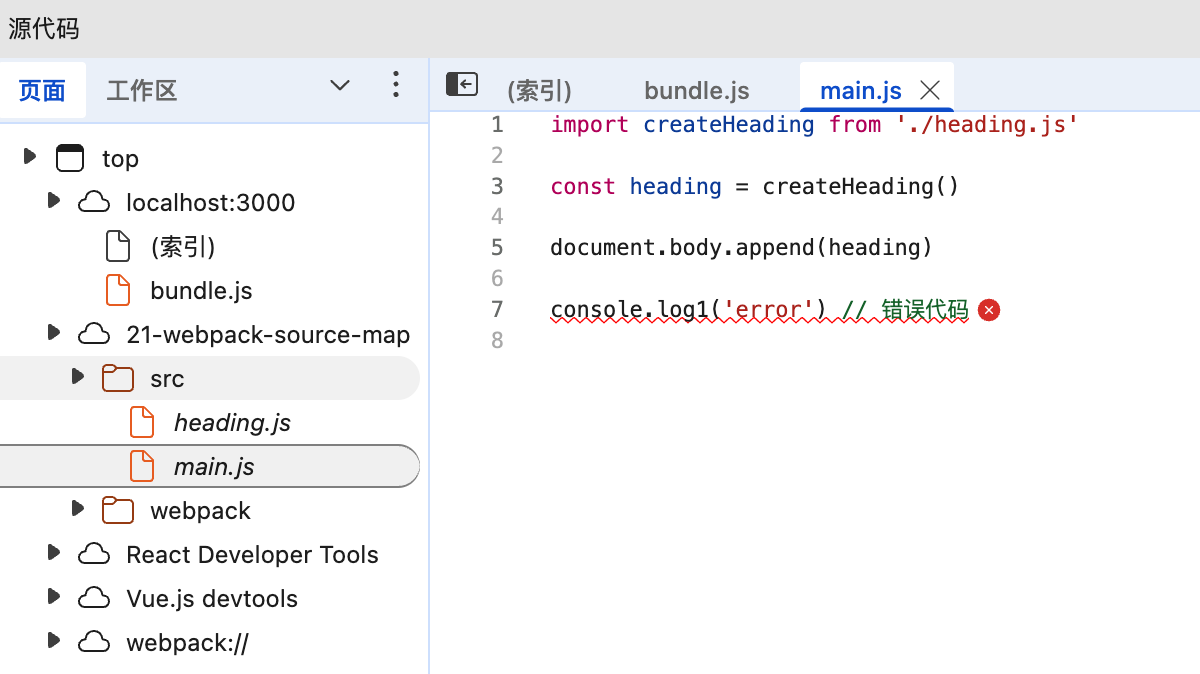 源代码
页面 工作区
top
localhost:3000
(索引)
bundle.js
21-webpack-source-map
src
heading.js
main.js
webpack
React Developer Tools
Vue.js devtools
webpack://
(索引) bundle.js main.js
1 import createHeading from './heading.js'
2
3 const heading = createHeading()
4
5 document.body.append(heading)
6
7 console.log1('error') // 错误代码
8